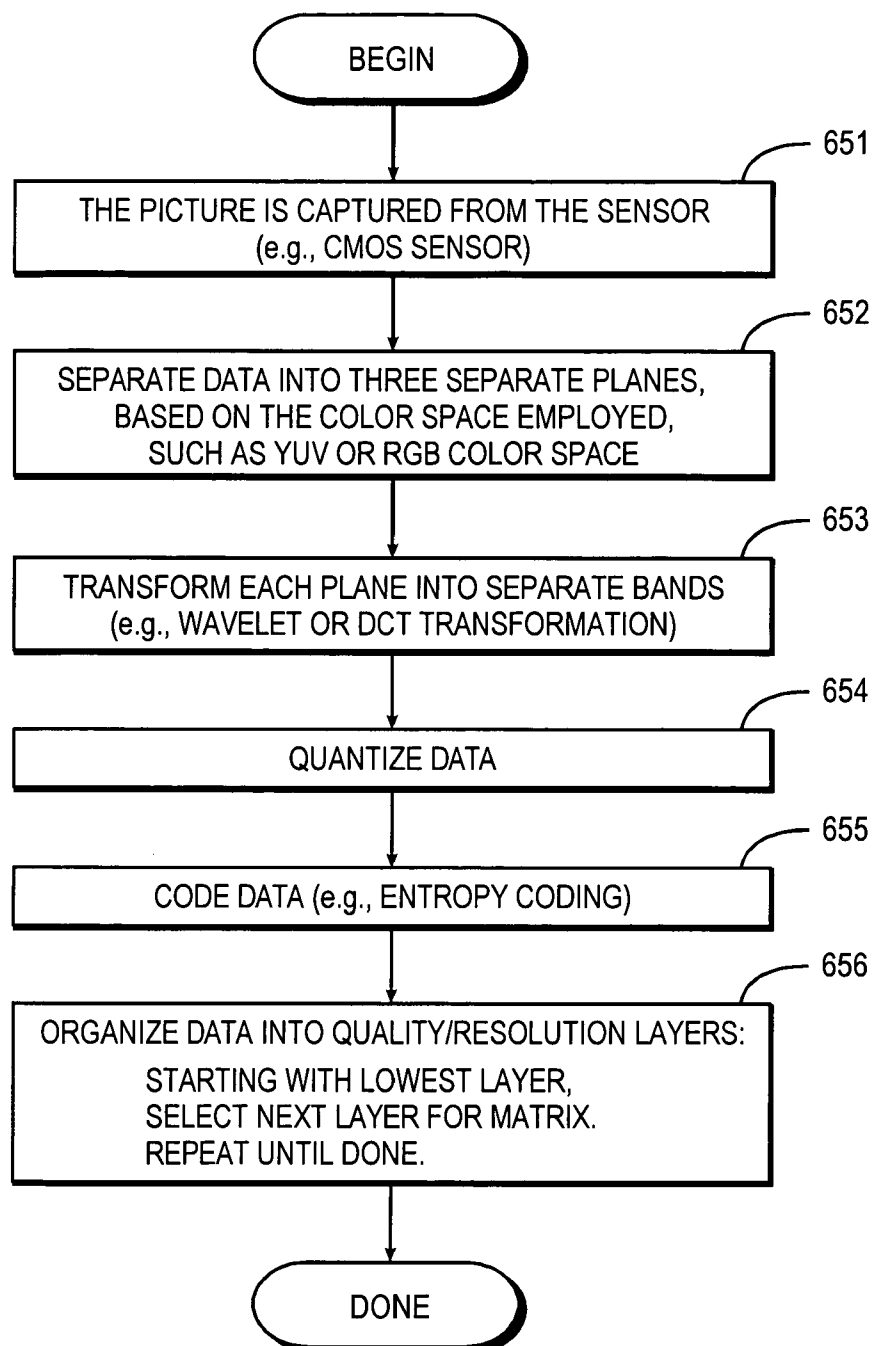 BEGIN
651
THE PICTURE IS CAPTURED FROM THE SENSOR
(e.g., CMOS SENSOR)
652
SEPARATE DATA INTO THREE SEPARATE PLANES,
BASED ON THE COLOR SPACE EMPLOYED,
SUCH AS YUV OR RGB COLOR SPACE
653
TRANSFORM EACH PLANE INTO SEPARATE BANDS
(e.g., WAVELET OR DCT TRANSFORMATION)
654
QUANTIZE DATA
655
CODE DATA (e.g., ENTROPY CODING)
656
ORGANIZE DATA INTO QUALITY/RESOLUTION LAYERS:
STARTING WITH LOWEST LAYER,
SELECT NEXT LAYER FOR MATRIX.
REPEAT UNTIL DONE.
DONE